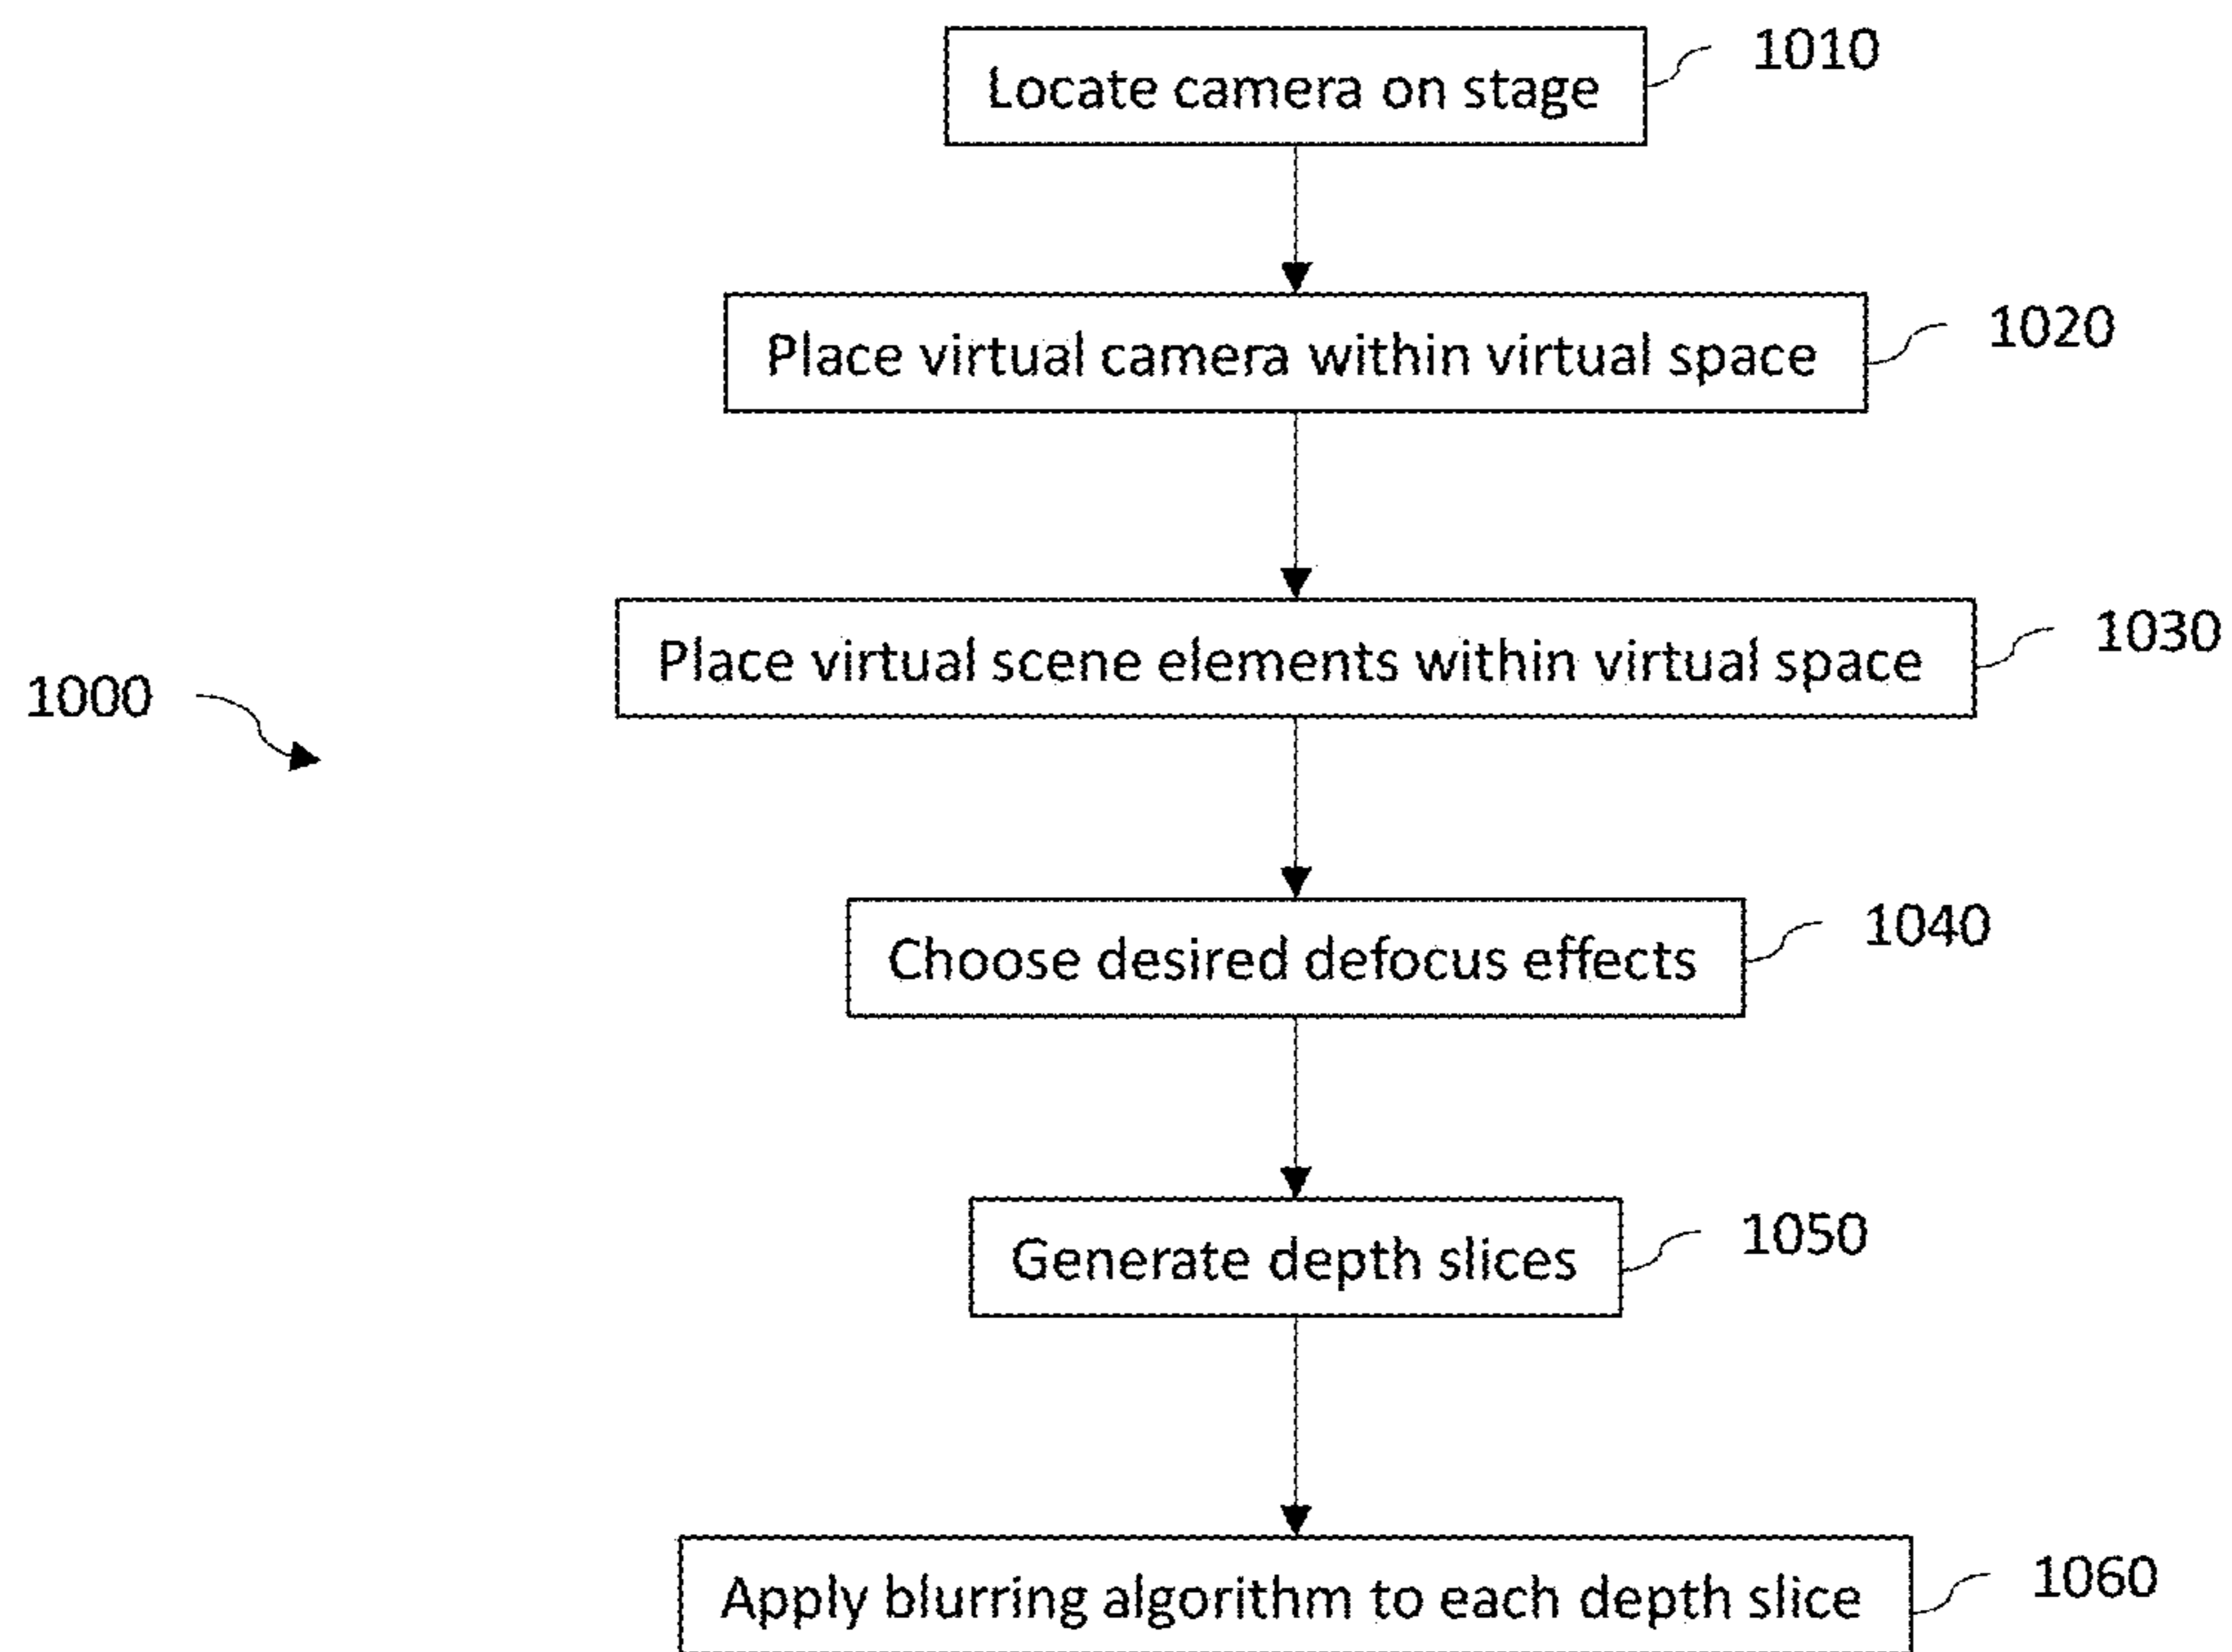 Locate camera on stage
1010
Place virtual camera within virtual space
1020
Place virtual scene elements within virtual space
1030
1000
Choose desired defocus effects
1040
Generate depth slices
1050
Apply blurring algorithm to each depth slice
1060